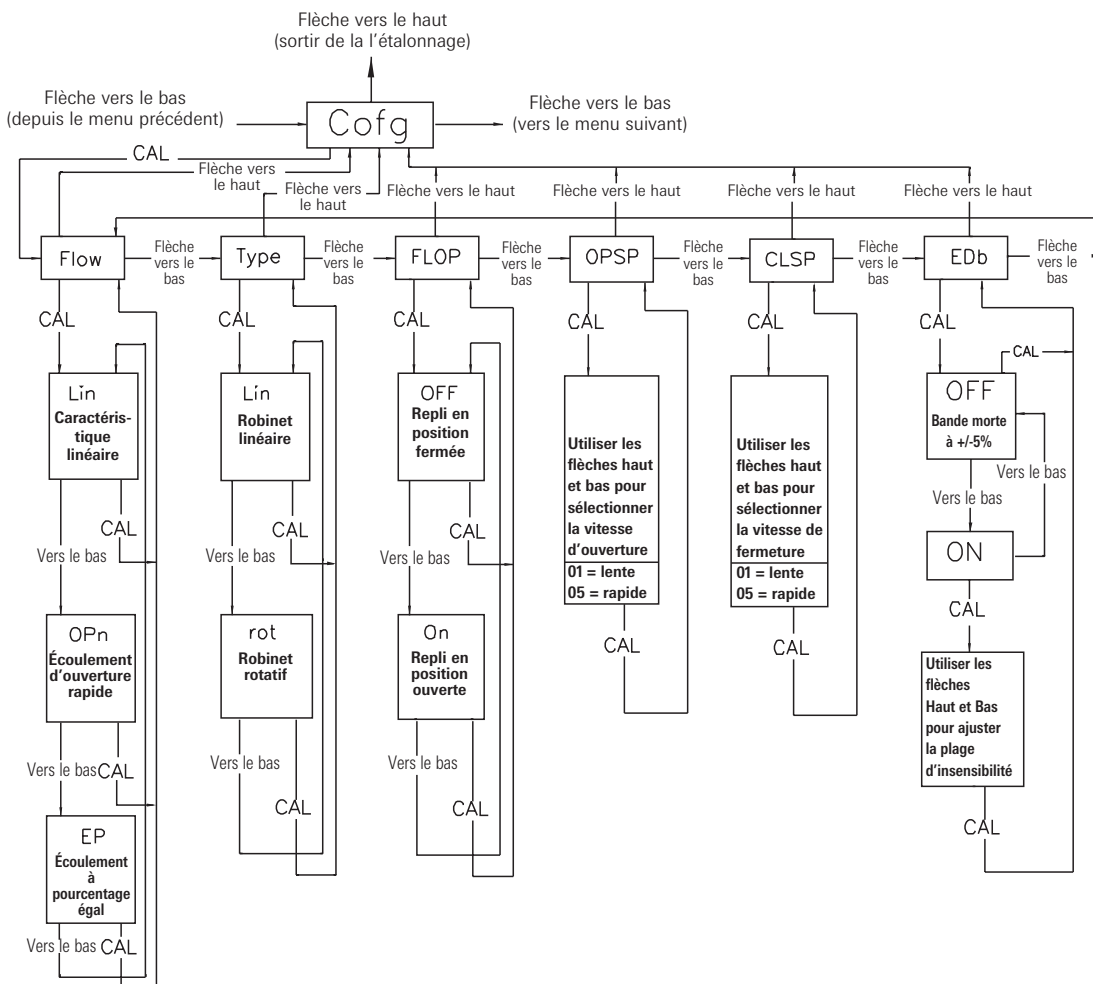 Flèche vers le haut
(sortir de la l'étalonnage)
Flèche vers le bas
(depuis le menu précédent)
Cofg
Flèche vers le bas
(vers le menu suivant)
CAL
Flèche vers
le haut
Flèche vers
le haut
Flèche vers le haut
Flèche vers le haut
Flèche vers le haut
Flèche vers le haut
Flow
Flèche
vers le
bas
Type
Flèche
vers le
bas
FLOP
Flèche
vers le
bas
OPSP
Flèche
vers le
bas
CLSP
Flèche
vers le
bas
EDb
Flèche
vers le
bas
CAL
CAL
CAL
CAL
CAL
CAL
Lin
Caractéris-
tique
linéaire
CAL
Vers le bas
OPn
Écoulement
d'ouverture
rapide
Vers le bas
CAL
EP
Écoulement
à
pourcentage
égal
Vers le bas
CAL
Lin
Robinet
linéaire
CAL
Vers le bas
rot
Robinet
rotatif
Vers le bas
CAL
OFF
Repli en
position
fermée
CAL
Vers le bas
On
Repli en
position
ouverte
Vers le bas
CAL
Utiliser les
flèches haut
et bas pour
sélectionner
la vitesse
d'ouverture
01 = lente
05 = rapide
CAL
Utiliser les
flèches haut
et bas pour
sélectionner
la vitesse de
fermeture
01 = lente
05 = rapide
CAL
CAL
OFF
Bande morte
à +/-5%
Vers le bas
Vers le bas
ON
CAL
Utiliser les
flèches
Haut et Bas
pour ajuster
la plage
d'insensibilité
CAL